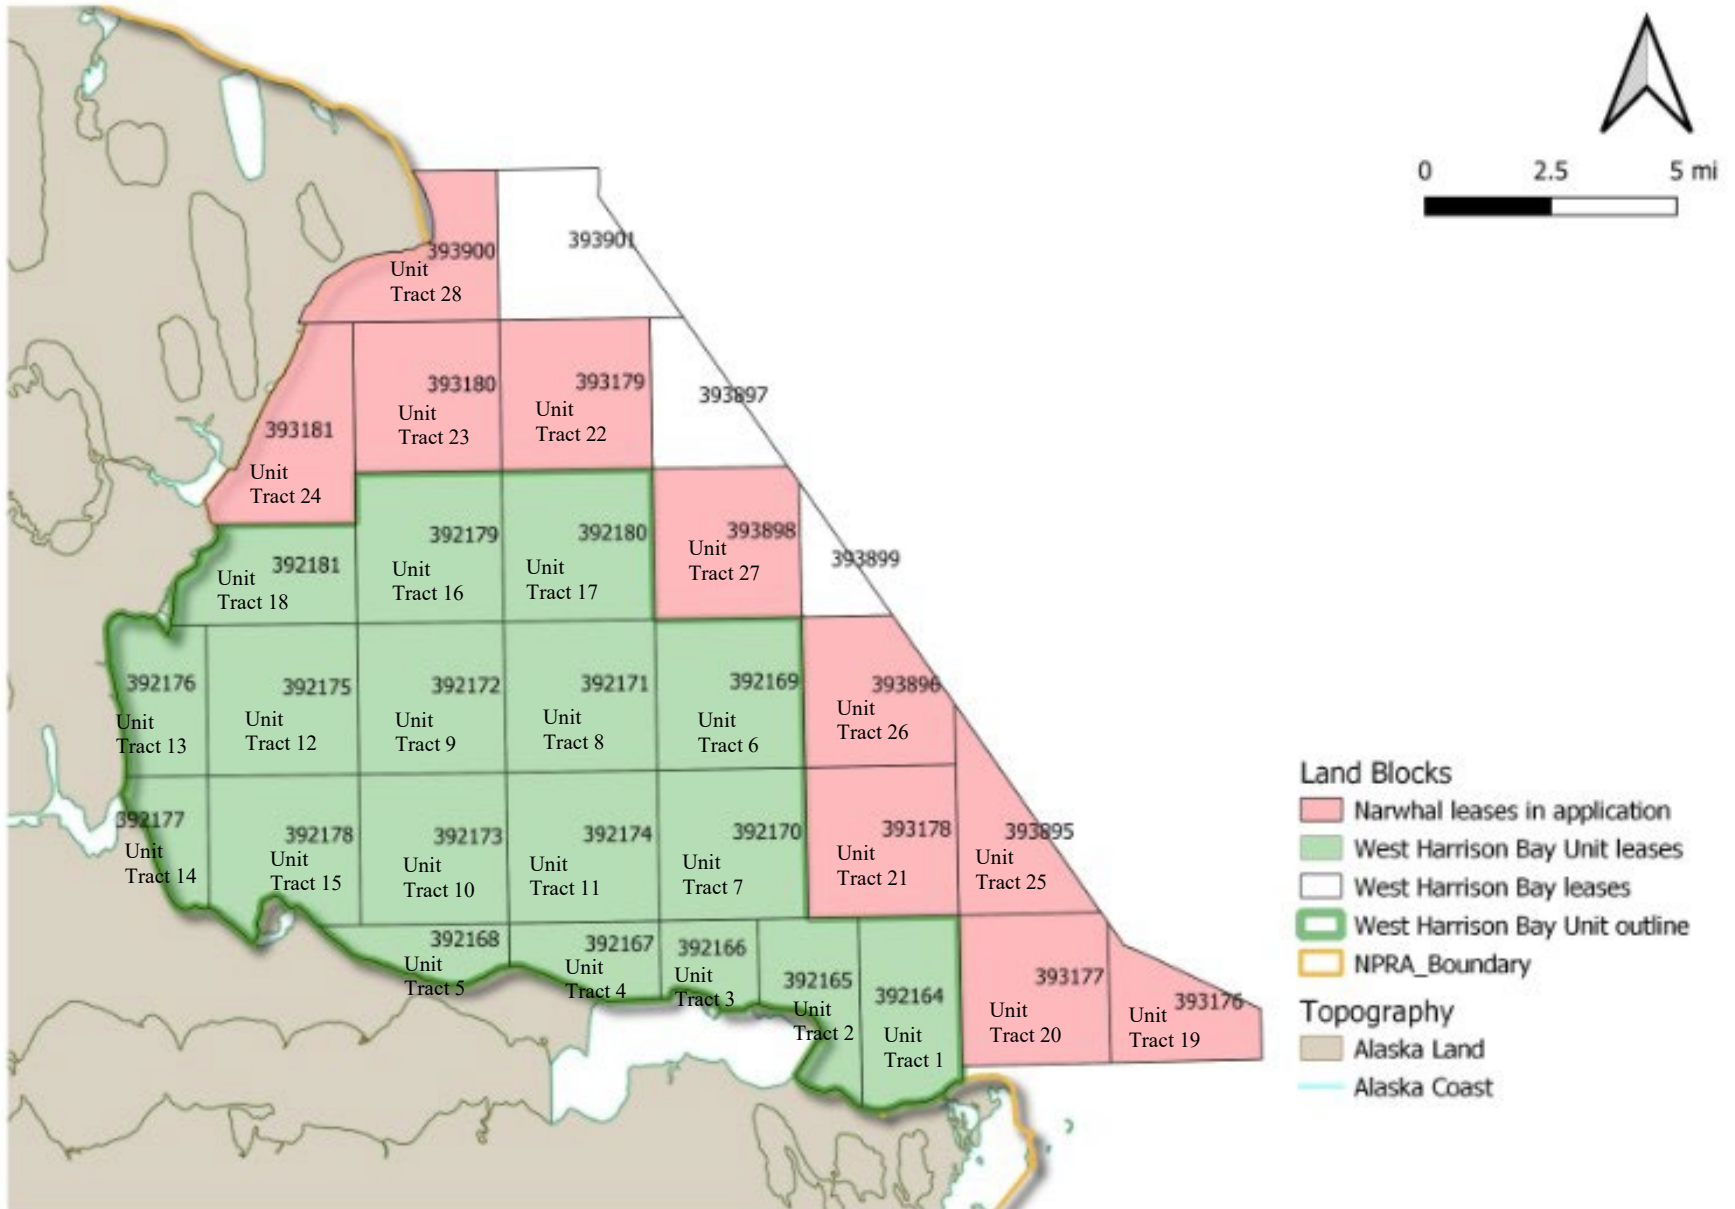 0 2.5 5 mi
393900
393901
Unit
Tract 28
393180
393179
393897
Unit
Tract 23
Unit
Tract 22
393181
Unit
Tract 24
392179
392180
393898
393899
392181
Unit
Tract 18
Unit
Tract 16
Unit
Tract 17
Unit
Tract 27
392176
392175
392172
392171
392169
393896
Unit
Tract 13
Unit
Tract 12
Unit
Tract 9
Unit
Tract 8
Unit
Tract 6
Unit
Tract 26
392177
392178
392173
392174
392170
393178
393895
Unit
Tract 14
Unit
Tract 15
Unit
Tract 10
Unit
Tract 11
Unit
Tract 7
Unit
Tract 21
Unit
Tract 25
392168
392167
392166
392165
392164
393177
393176
Unit
Tract 5
Unit
Tract 4
Unit
Tract 3
Unit
Tract 2
Unit
Tract 1
Unit
Tract 20
Unit
Tract 19
Land Blocks
Narwhal leases in application
West Harrison Bay Unit leases
West Harrison Bay leases
West Harrison Bay Unit outline
NPRA_Boundary
Topography
Alaska Land
Alaska Coast